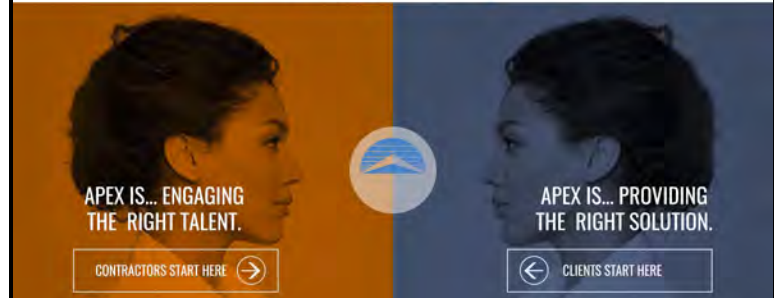 APEX IS... ENGAGING
THE RIGHT TALENT.
CONTRACTORS START HERE
APEX IS... PROVIDING
THE RIGHT SOLUTION.
CLIENTS START HERE